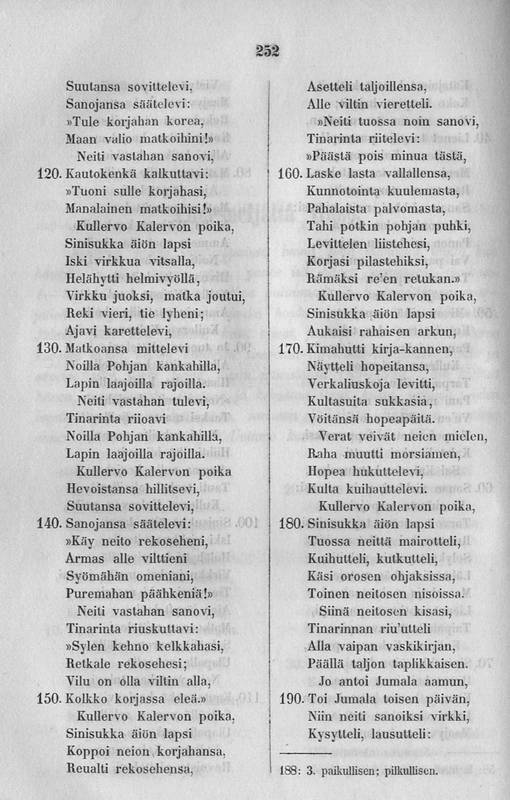 252
Suutansa sovittelevi,
Sanojansa säätelevi:
»Tule korjahan korea,
Maan valio matkoihini!»
Neiti vastahan sanovi,
120. Kautokenkä kalkuttavi:
»Tuoni sulle korjahasi,
Manalainen matkoihisi!»
Kullervo Kalervon poika,
Sinisukka äiön lapsi
Iski virkkua vitsalla,
Helähytti helmivyöllä,
Virkku juoksi, matka joutui,
Reki vieri, tie lyheni;
Ajavi karettelevi,
130. Matkoansa mittelevi
Noilla Pohjan kankahilla,
Lapin laajoilla rajoilla.
Neiti vastahan tulevi,
Tinarinta riioavi
Noilla Pohjan kankahilla,
Lapin laajoilla rajoilla.
Kullervo Kalervon poika
Hevoistansa hillitsevi,
Suutansa sovittelevi,
140. Sanojansa säätelevi:
»Käy neito rekoseheni,
Armas alle vilttieni
Syömähän omeniani,
Puremahan päähkeniä!»
Neiti vastahan sanovi,
Tinarinta riuskuttavi:
»Sylen kehno kelkkahasi,
Retkale rekosehesi;
Vilu on olla viltin alla,
150. Kolkko korjassa eleä.»
Kullervo Kalervon poika,
Sinisukka äiön lapsi
Koppoi neion korjahansa,
Reualti rekosehensa,
Asetteli taljoillensa,
Alle viltin vieretteli.
»Neiti tuossa noin sanovi,
Tinarinta riitelevi:
»Päästä pois minua tästä,
160. Laske lasta vallallensa,
Kunnotointa kuulemasta,
Pahalaista palvomasta,
Tahi potkin pohjan puhki,
Levittelen liistehesi,
Korjasi pilastehiksi,
Rämäksi re'en retukan.»
Kullervo Kalervon poika,
Sinisukka äiön lapsi
Aukaisi rahaisen arkun,
170. Kimahutti kirja-kannen,
Näytteli hopeitansa,
Verkaliuskoja levitti,
Kultasuita sukkasia,
Vöitänsä hopeapäitä.
Verat veivät neien mielen,
Raha muutti morsiamen,
Hopea hukuttelevi,
Kulta kuihauttelevi.
Kullervo Kalervon poika,
180. Sinisukka äiön lapsi
Tuossa neittä mairotteli,
Kuihutteli, kutkutteli,
Käsi orosen ohjaksissa,
Toinen neitosen nisoissa.
Siinä neitosen kisasi,
Tinarinnan riu'utteli
Alla vaipan vaskikirjan,
Päällä taljon taplikkaisen.
Jo antoi Jumala aamun,
190. Toi Jumala toisen päivän,
Niin neiti sanoiksi virkki,
Kysytteli, lausutteli:
188: 3. paikullisen; pilkullisen.